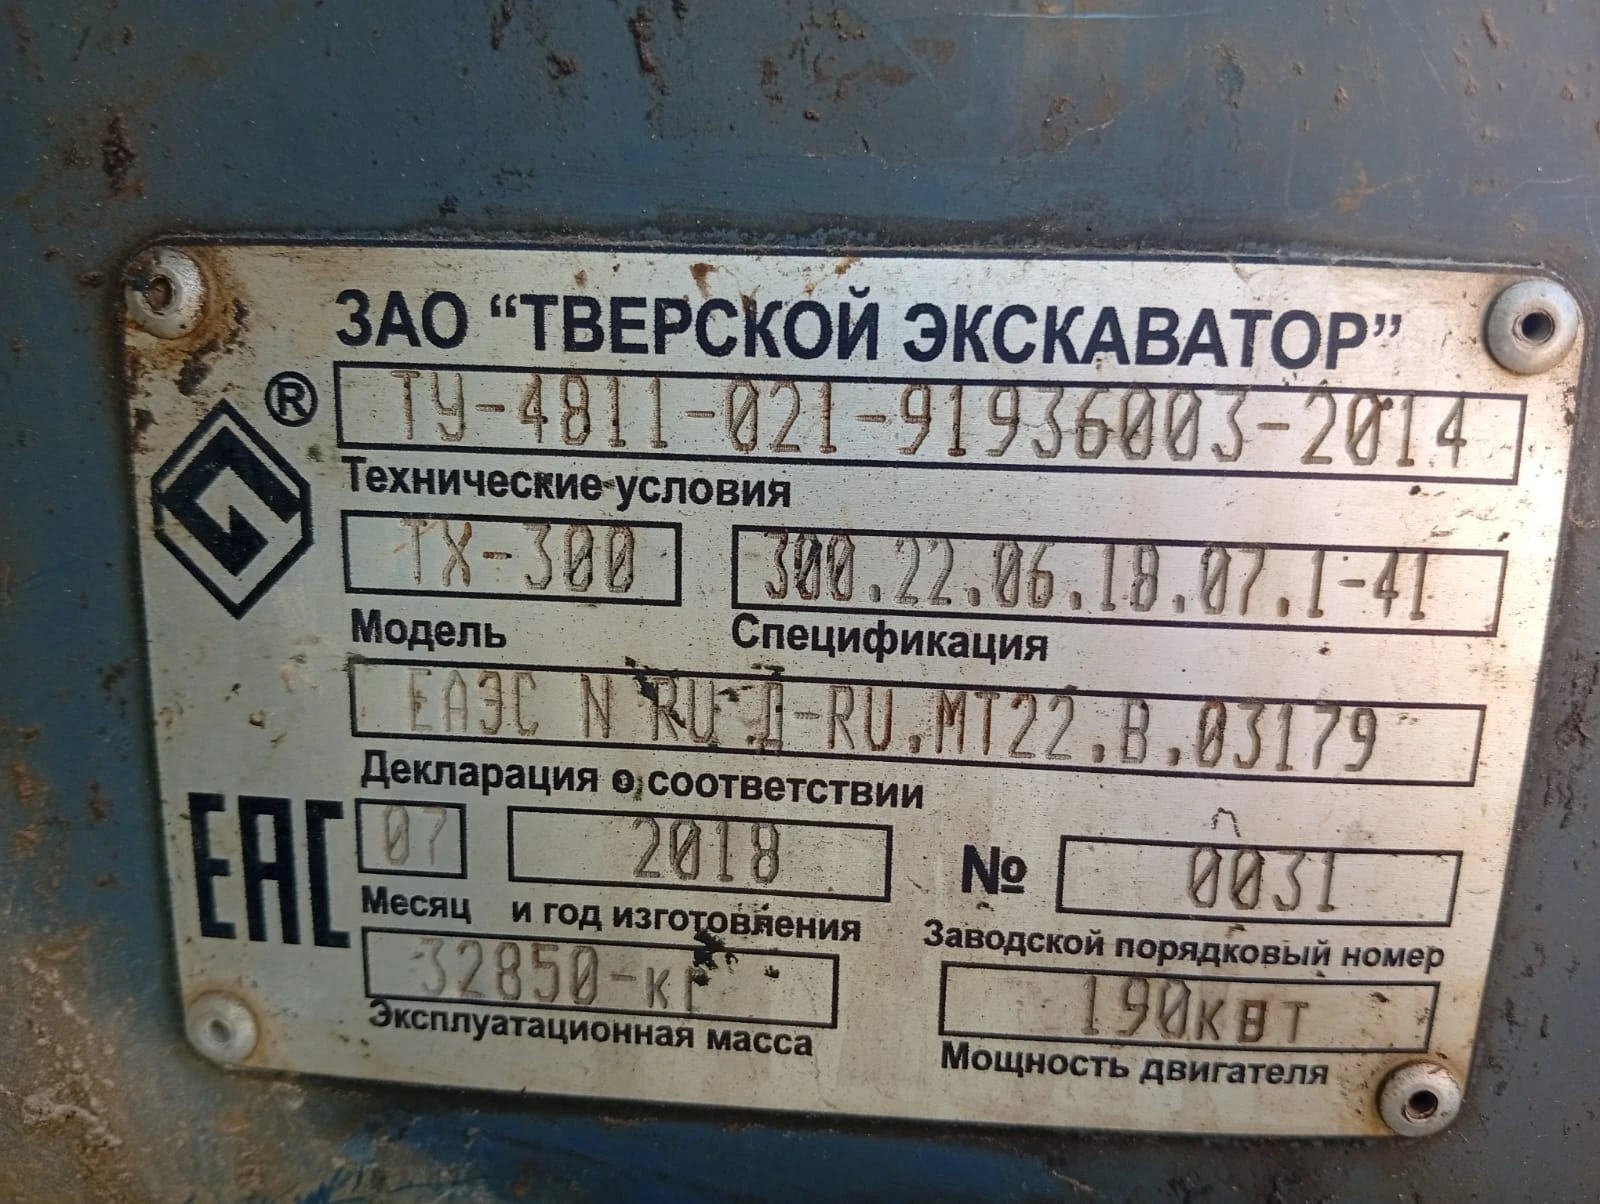 ЗАО “ТВЕРСКОЙ ЭКСКАВАТОР”
®
ТУ-4811-021-91936003-2014
Технические условия
ТХ-300 300.22.06.18.07.1-41
Модель Спецификация
ЕАЭС N RU Д-RU.МТ22.В.03179
Декларация о соответствии
07 2018 № 0031
Месяц и год изготовления Заводской порядковый номер
EAC
32850-кг 190кВт
Эксплуатационная масса Мощность двигателя